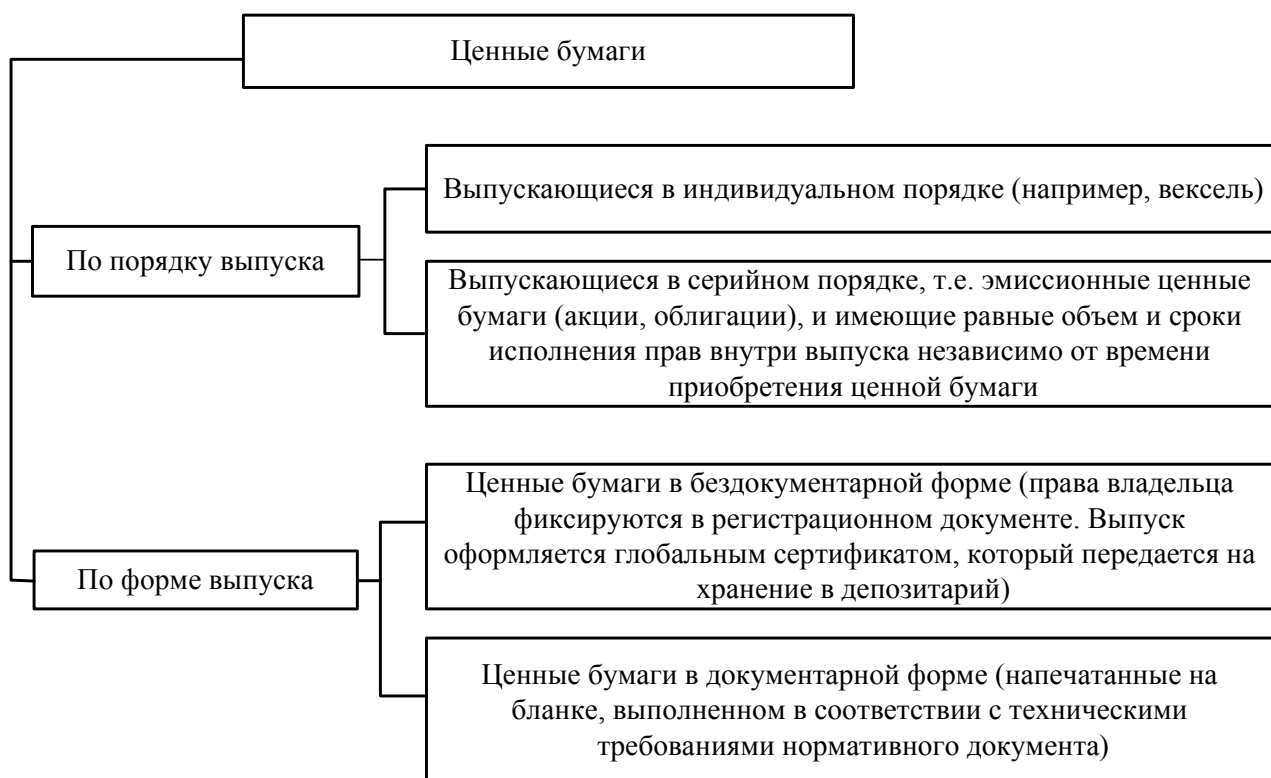 Ценные бумаги
Выпускающиеся в индивидуальном порядке (например, вексель)
По порядку выпуска
Выпускающиеся в серийном порядке, т.е. эмиссионные ценные
бумаги (акции, облигации), и имеющие равные объем и сроки
исполнения прав внутри выпуска независимо от времени
приобретения ценной бумаги
Ценные бумаги в бездокументарной форме (права владельца
фиксируются в регистрационном документе. Выпуск
оформляется глобальным сертификатом, который передается на
хранение в депозитарий)
По форме выпуска
Ценные бумаги в документарной форме (напечатанные на
бланке, выполненном в соответствии с техническими
требованиями нормативного документа)